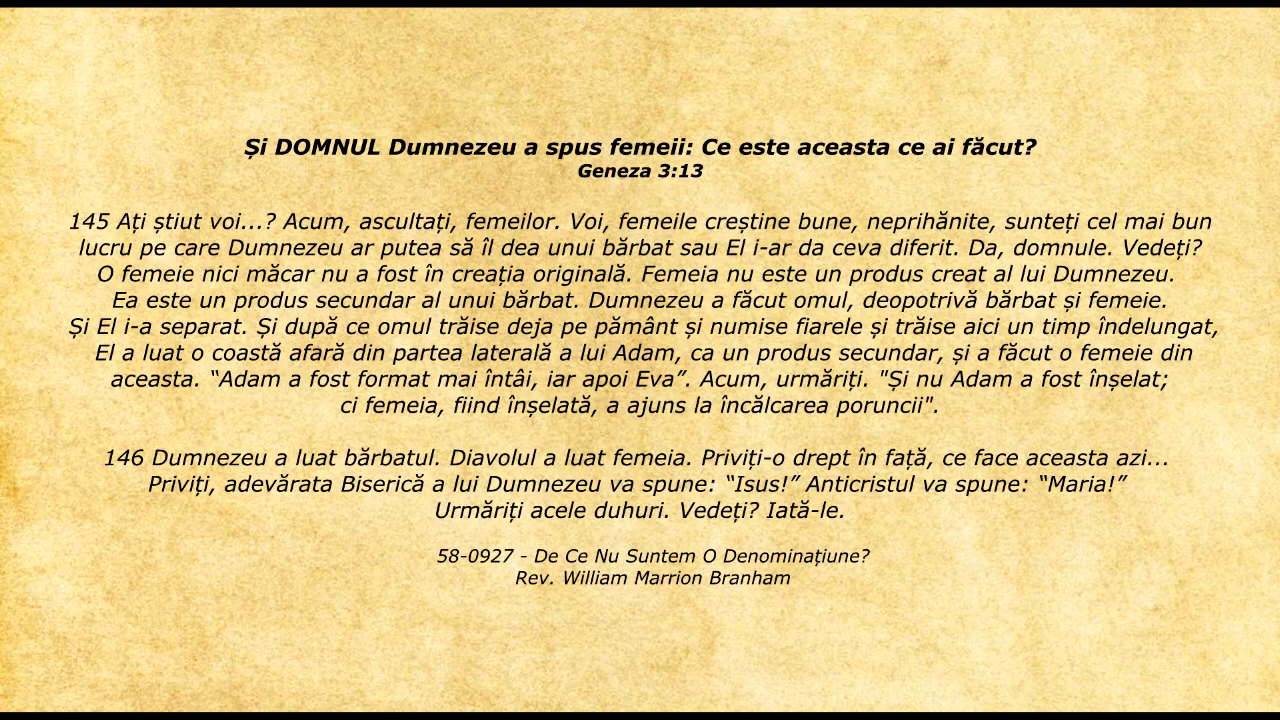 Și DOMNUL Dumnezeu a spus femeii: Ce este aceasta ce ai făcut?
Geneza 3:13
145 Ați știut voi...? Acum, ascultați, femeilor. Voi, femeile creștine bune, neprihănite, sunteți cel mai bun
lucru pe care Dumnezeu ar putea să îl dea unui bărbat sau El i-ar da ceva diferit. Da, domnule. Vedeți?
O femeie nici măcar nu a fost în creația originală. Femeia nu este un produs creat al lui Dumnezeu.
Ea este un produs secundar al unui bărbat. Dumnezeu a făcut omul, deopotrivă bărbat și femeie.
Și El i-a separat. Și după ce omul trăise deja pe pământ și numise fiarele și trăise aici un timp îndelungat,
El a luat o coastă afară din partea laterală a lui Adam, ca un produs secundar, și a făcut o femeie din
aceasta. “Adam a fost format mai întâi, iar apoi Eva”. Acum, urmăriți. "Și nu Adam a fost înșelat;
ci femeia, fiind înșelată, a ajuns la încălcarea poruncii".
146 Dumnezeu a luat bărbatul. Diavolul a luat femeia. Priviți-o drept în față, ce face aceasta azi...
Priviți, adevărata Biserică a lui Dumnezeu va spune: “Isus!” Anticristul va spune: “Maria!”
Urmăriți acele duhuri. Vedeți? Iată-le.
58-0927 - De Ce Nu Suntem O Denominațiune?
Rev. William Marrion Branham